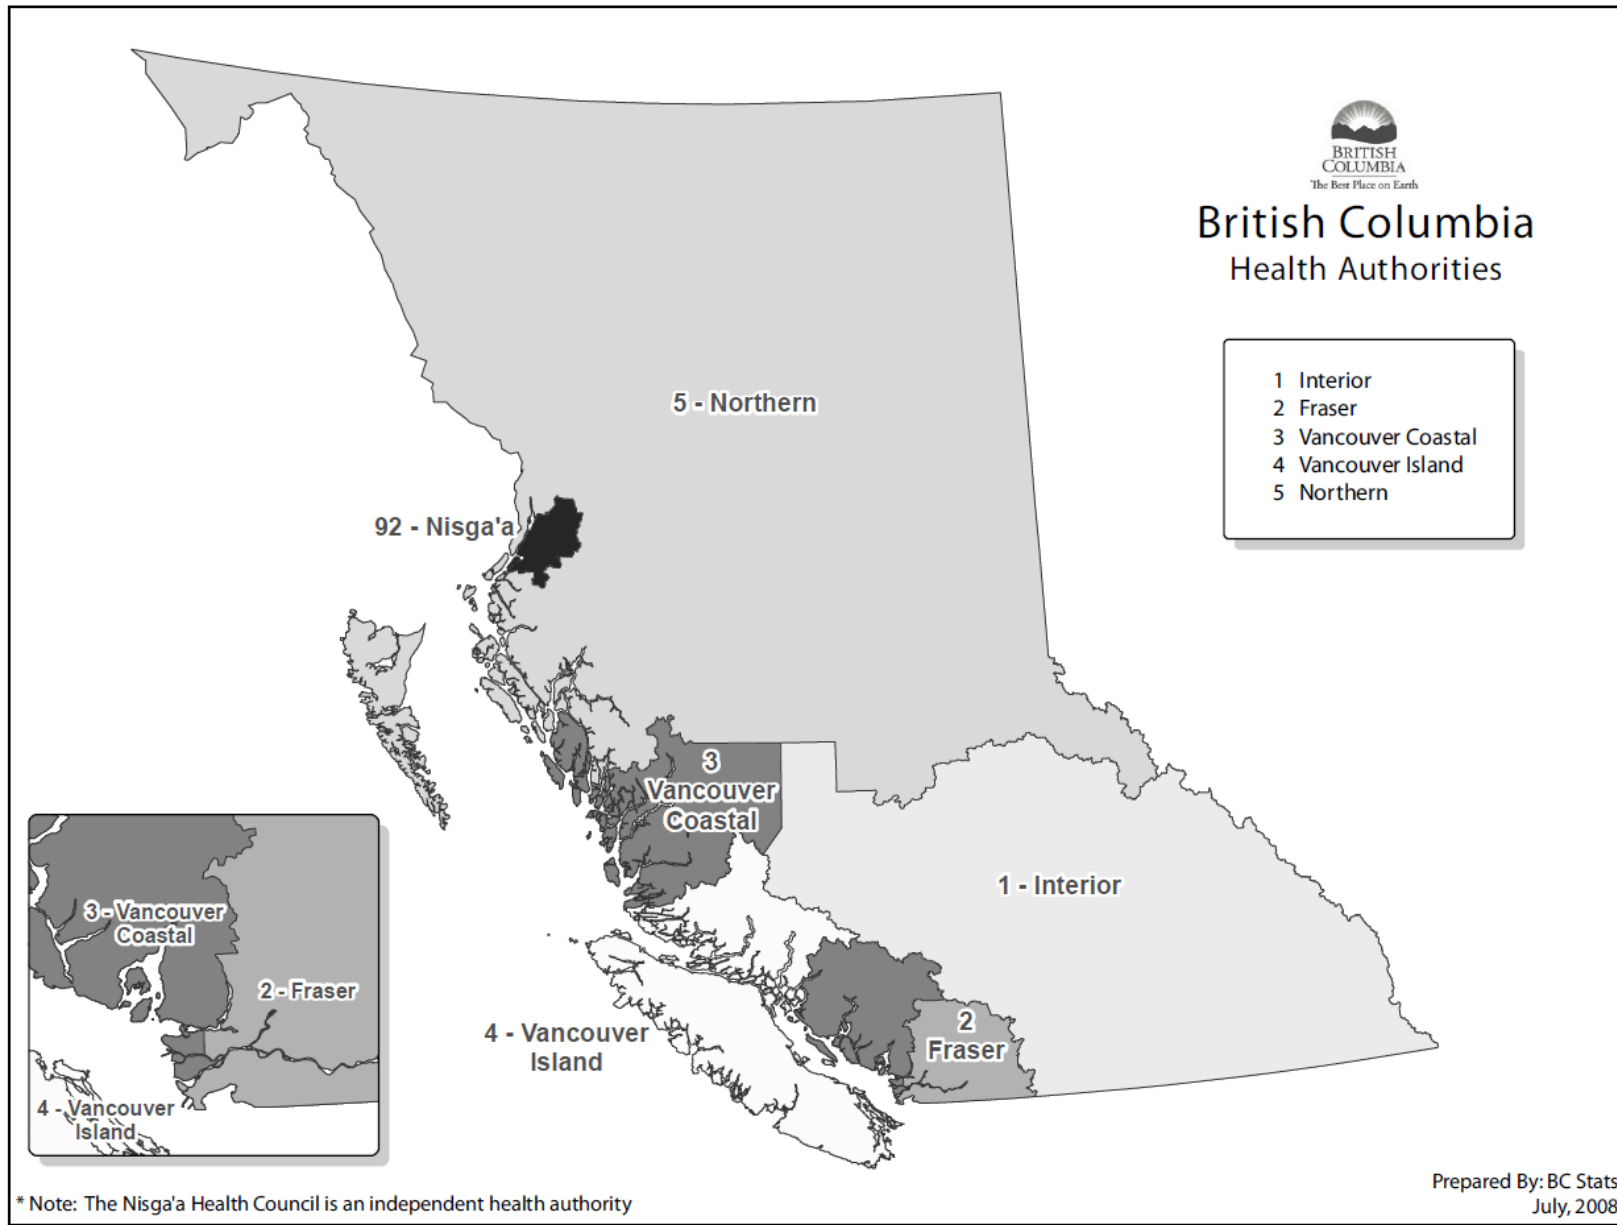 BRITISH
COLUMBIA
The Best Place on Earth
British Columbia
Health Authorities
1 Interior
2 Fraser
3 Vancouver Coastal
4 Vancouver Island
5 Northern
5 - Northern
92 - Nisga'a
3
Vancouver
Coastal
1 - Interior
2
Fraser
4 - Vancouver
Island
3 - Vancouver
Coastal
2 - Fraser
4 - Vancouver
Island
* Note: The Nisga'a Health Council is an independent health authority
Prepared By: BC Stats
July, 2008